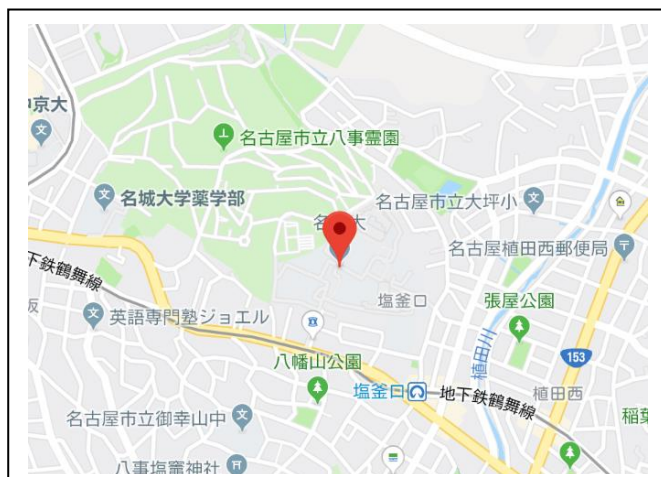 中京大
名古屋市立八事霊園
名城大学薬学部
名古屋市立大坪小
名古屋植田西郵便局
地下鉄鶴舞線
塩釜口
張屋公園
英語専門塾ジョエル
植田川
153
八幡山公園
塩釜口
地下鉄鶴舞線
植田西
名古屋市立御幸山中
八事塩竈神社